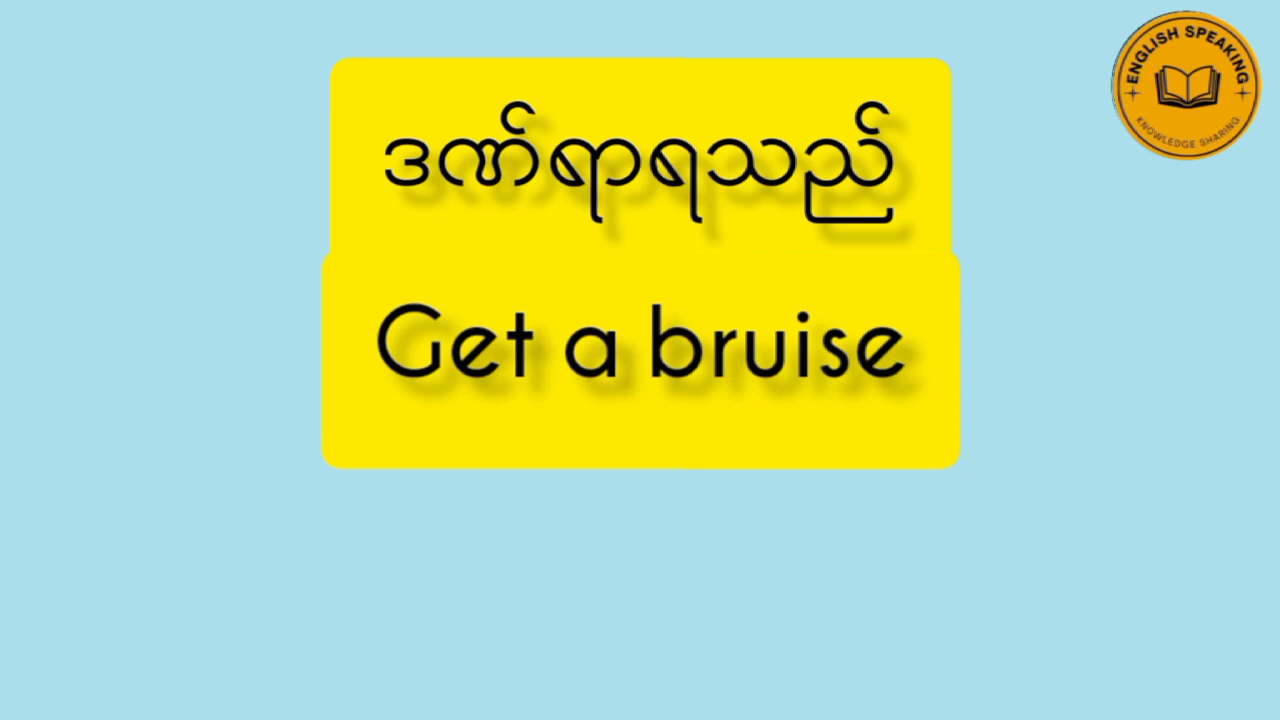 ENGLISH SPEAKING
KNOWLEDGE SHARING
ဒဏ်ရာရသည်
Get a bruise